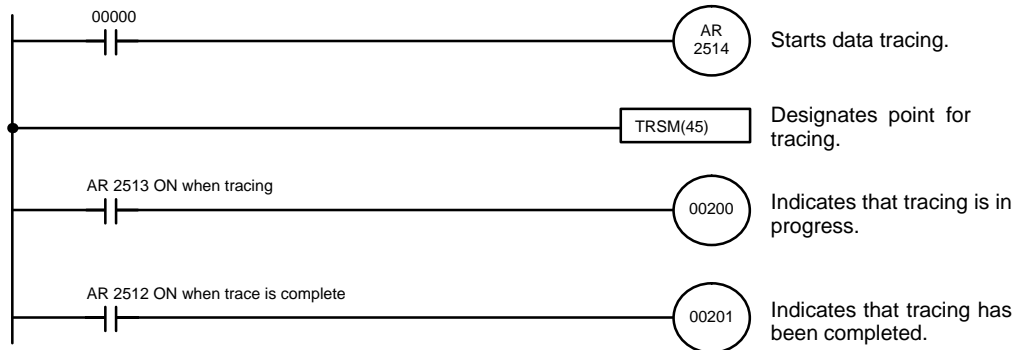 00000
AR
2514
Starts data tracing.
TRSM(45)
Designates point for
tracing.
AR 2513 ON when tracing
00200
Indicates that tracing is in
progress.
AR 2512 ON when trace is complete
00201
Indicates that tracing has
been completed.